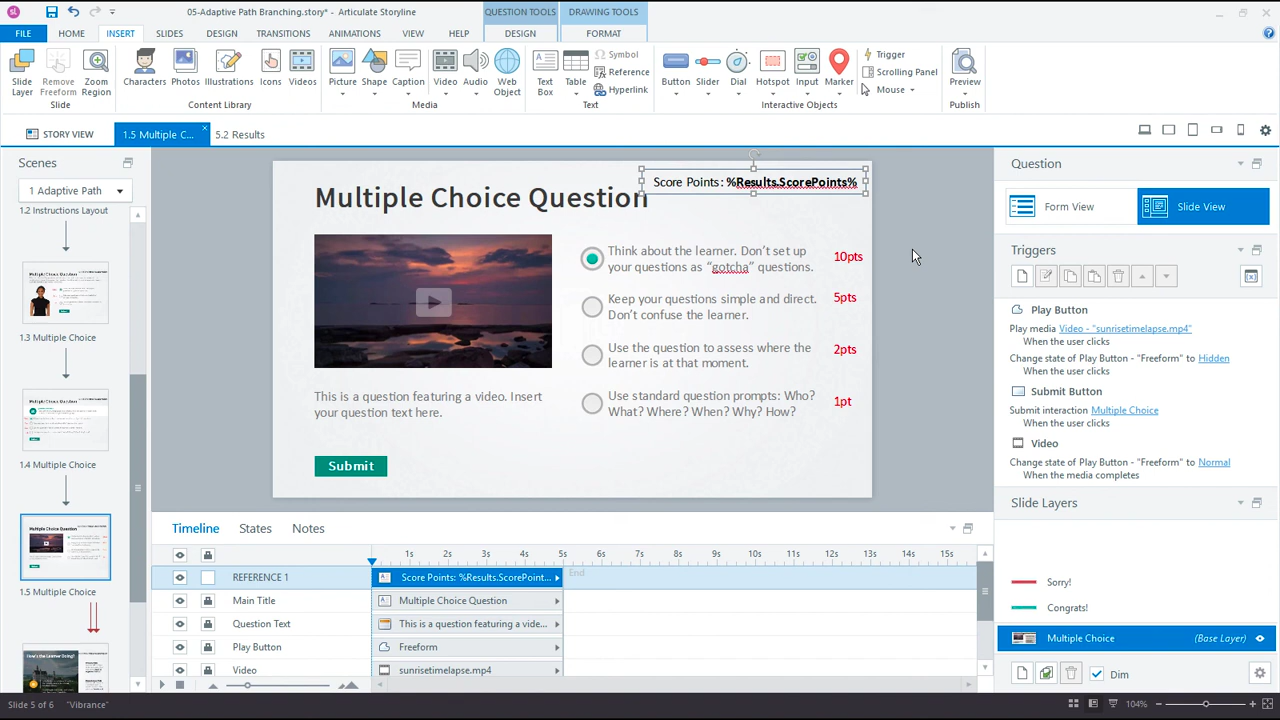 05-Adaptive Path Branching.story* - Articulate Storyline
QUESTION TOOLS
DRAWING TOOLS
FILE
HOME
INSERT
SLIDES
DESIGN
TRANSITIONS
ANIMATIONS
VIEW
HELP
DESIGN
FORMAT
Slide Layer
Remove Freeform
Zoom Region
Characters
Photos
Illustrations
Icons
Videos
Picture
Shape
Caption
Video
Audio
Web Object
Text Box
Table
Symbol
Reference
Hyperlink
Button
Slider
Dial
Hotspot
Input
Marker
Trigger
Scrolling Panel
Mouse
Preview
Slide
Content Library
Media
Text
Interactive Objects
Publish
STORY VIEW
1.5 Multiple C...
5.2 Results
Scenes
1 Adaptive Path
1.2 Instructions Layout
1.3 Multiple Choice
1.4 Multiple Choice
1.5 Multiple Choice
Score Points: %Results.ScorePoints%
Multiple Choice Question
Think about the learner. Don't set up
your questions as "gotcha" questions.
10pts
Keep your questions simple and direct.
Don't confuse the learner.
5pts
Use the question to assess where the
learner is at that moment.
2pts
Use standard question prompts: Who?
What? Where? When? Why? How?
1pt
This is a question featuring a video. Insert
your question text here.
Submit
Timeline
States
Notes
1s 2s 3s 4s 5s 6s 7s 8s 9s 10s 11s 12s 13s 14s 15s
REFERENCE 1
Score Points: %Results.ScorePoint...
End
Main Title
Multiple Choice Question
Question Text
This is a question featuring a vide...
Play Button
Freeform
Video
sunrisetimelapse.mp4
Question
Form View
Slide View
Triggers
Play Button
Play media Video - "sunrisetimelapse.mp4"
When the user clicks
Change state of Play Button - "Freeform" to Hidden
When the user clicks
Submit Button
Submit interaction Multiple Choice
When the user clicks
Video
Change state of Play Button - "Freeform" to Normal
When the media completes
Slide Layers
Sorry!
Congrats!
Multiple Choice
(Base Layer)
Dim
Slide 5 of 6
"Vibrance"
104%